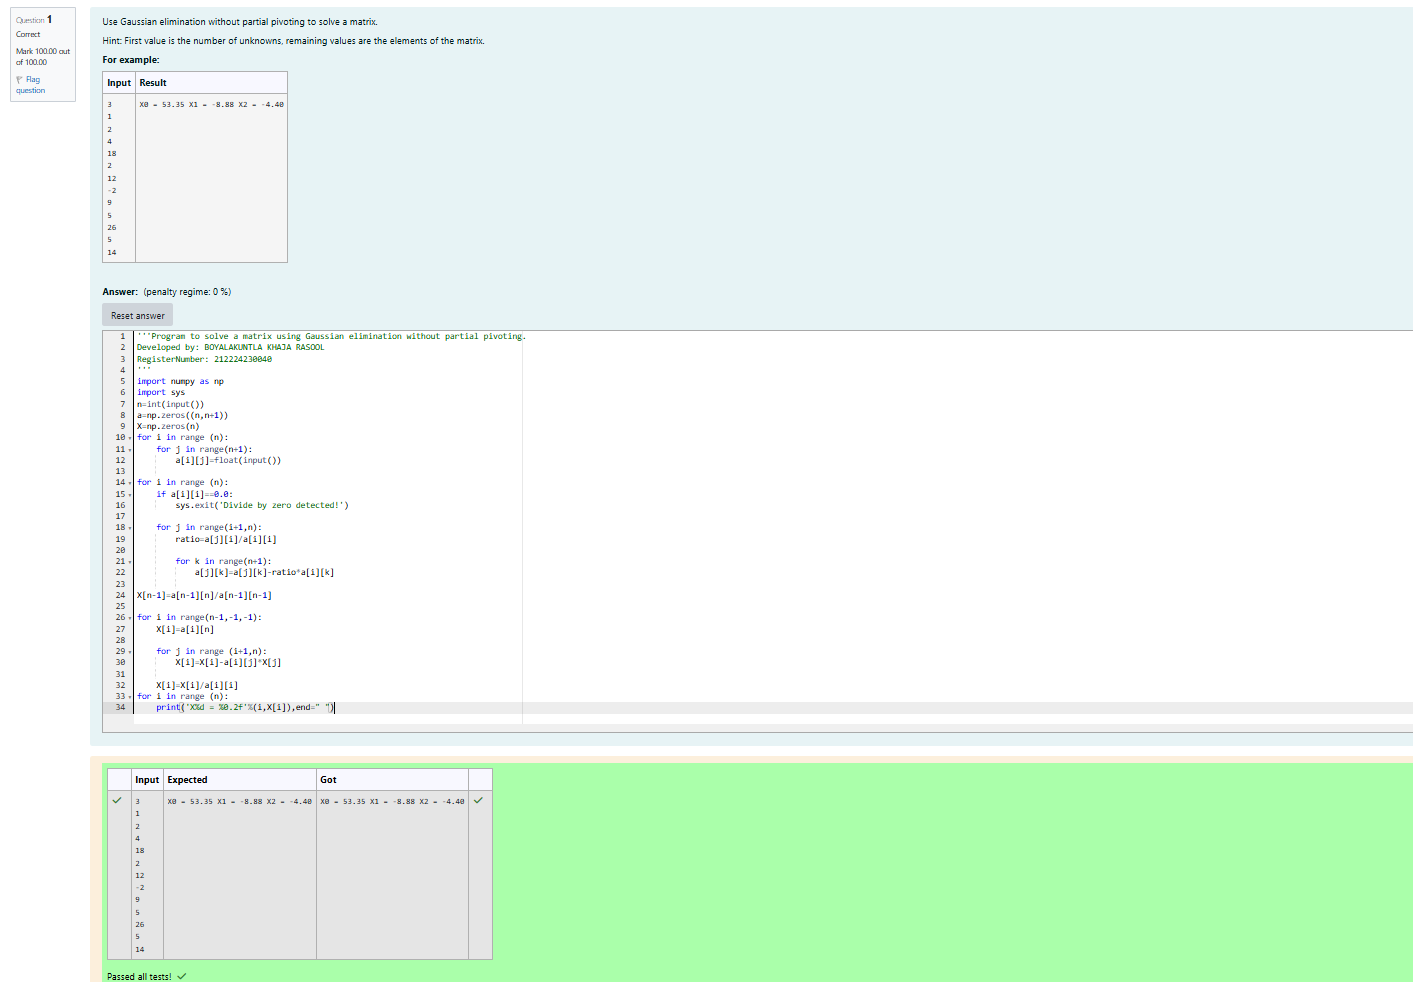 Question 1
Correct
Mark 100.00 out
of 100.00
Flag
question
Use Gaussian elimination without partial pivoting to solve a matrix.
Hint: First value is the number of unknowns, remaining values are the elements of the matrix.
For example:
Input Result
3 X0 = 53.35 X1 = -8.88 X2 = -4.40
1
2
4
18
2
12
-2
9
5
26
5
14
Answer: (penalty regime: 0 %)
Reset answer
1 '''Program to solve a matrix using Gaussian elimination without partial pivoting.
2 Developed by: BOYALAKUNTLA KHAJA RASOOL
3 RegisterNumber: 212224230040
4 '''
5 import numpy as np
6 import sys
7 n=int(input())
8 a=np.zeros((n,n+1))
9 X=np.zeros(n)
10 for i in range (n):
11     for j in range(n+1):
12         a[i][j]=float(input())
13
14 for i in range (n):
15     if a[i][i]==0.0:
16         sys.exit('Divide by zero detected!')
17
18     for j in range(i+1,n):
19         ratio=a[j][i]/a[i][i]
20
21         for k in range(n+1):
22             a[j][k]=a[j][k]-ratio*a[i][k]
23
24 X[n-1]=a[n-1][n]/a[n-1][n-1]
25
26 for i in range(n-1,-1,-1):
27     X[i]=a[i][n]
28
29     for j in range (i+1,n):
30         X[i]=X[i]-a[i][j]*X[j]
31
32     X[i]=X[i]/a[i][i]
33 for i in range (n):
34     print('X%d = %0.2f'%(i,X[i]),end=" ")
Input Expected Got
3 X0 = 53.35 X1 = -8.88 X2 = -4.40 X0 = 53.35 X1 = -8.88 X2 = -4.40
1
2
4
18
2
12
-2
9
5
26
5
14
Passed all tests!